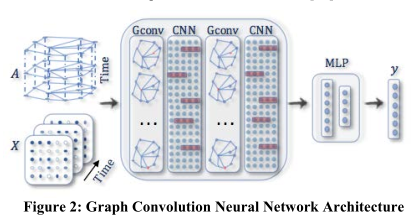 Gconv CNN Gconv CNN
A
Time
MLP
y
...
...
X
Time
Figure 2: Graph Convolution Neural Network Architecture